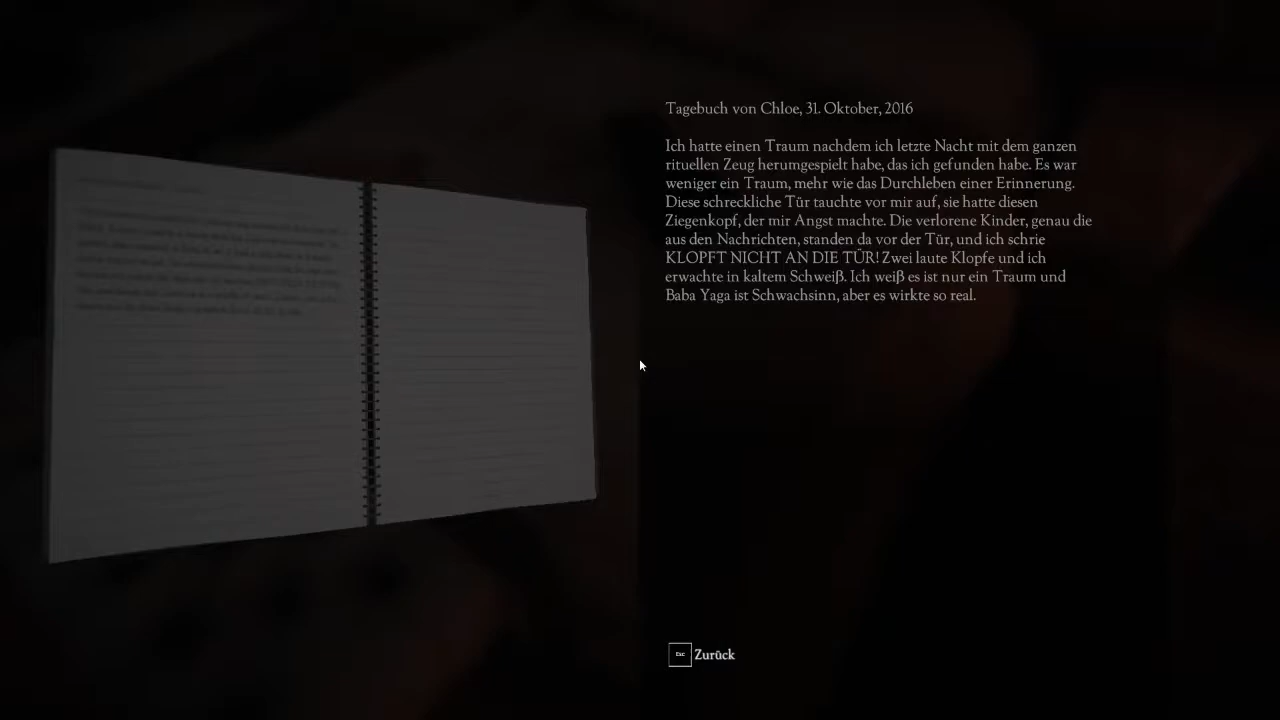 Tagebuch von Chloe, 31. Oktober, 2016
Ich hatte einen Traum nachdem ich letzte Nacht mit dem ganzen
rituellen Zeug herumgespielt habe, das ich gefunden habe. Es war
weniger ein Traum, mehr wie das Durchleben einer Erinnerung.
Diese schreckliche Tür tauchte vor mir auf, sie hatte diesen
Ziegenkopf, der mir Angst machte. Die verlorene Kinder, genau die
aus den Nachrichten, standen da vor der Tür, und ich schrie
KLOPFT NICHT AN DIE TÜR! Zwei laute Klopfe und ich
erwachte in kaltem Schweiß. Ich weiß es ist nur ein Traum und
Baba Yaga ist Schwachsinn, aber es wirkte so real.
Esc Zurück